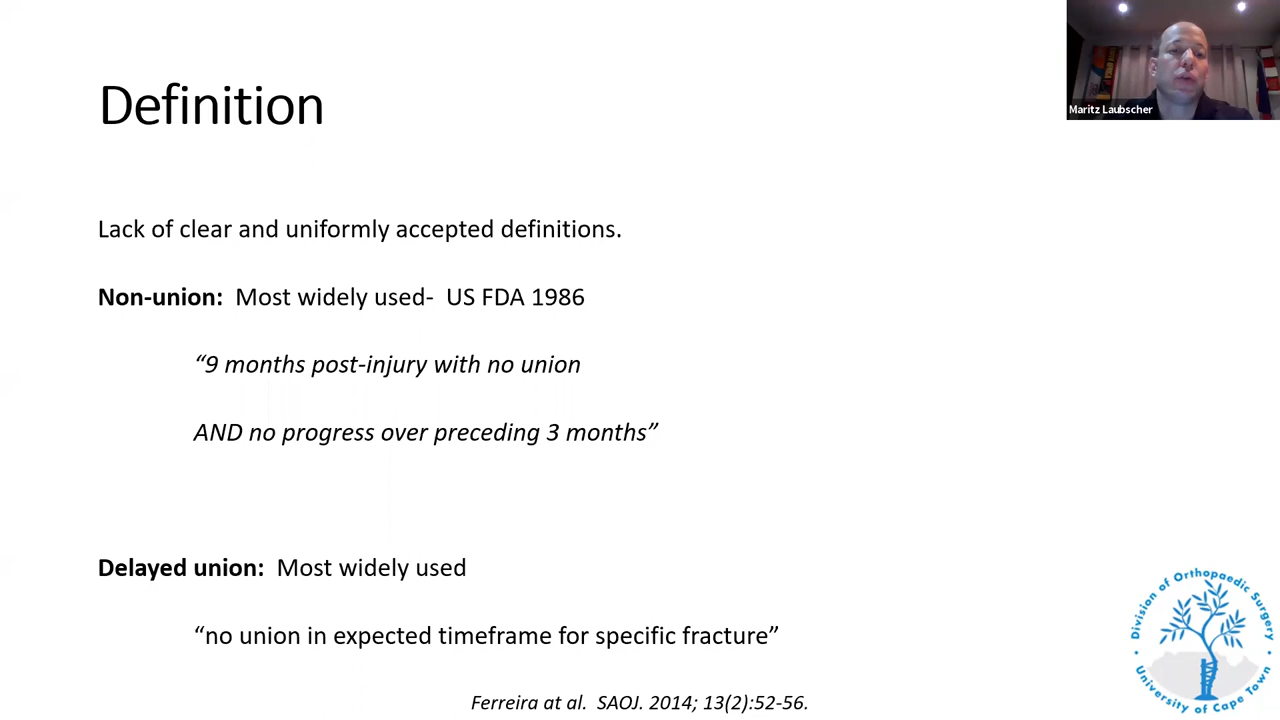 Maritz Laubscher
Definition
Lack of clear and uniformly accepted definitions.
Non-union: Most widely used- US FDA 1986
“9 months post-injury with no union
AND no progress over preceding 3 months”
Delayed union: Most widely used
“no union in expected timeframe for specific fracture”
Ferreira at al. SAOJ. 2014; 13(2):52-56.
• Division of Orthopaedic Surgery •
University of Cape Town